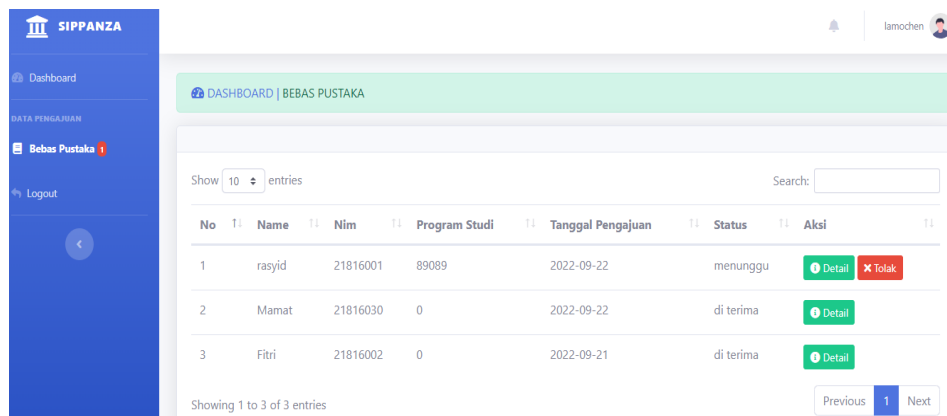 SIPPANZA
lamochen
Dashboard
DASHBOARD | BEBAS PUSTAKA
DATA PENGAJUAN
Bebas Pustaka 1
Logout
Show 10 entries
Search:
No Name Nim Program Studi Tanggal Pengajuan Status Aksi
1 rasyid 21816001 89089 2022-09-22 menunggu Detail Tolak
2 Mamat 21816030 0 2022-09-22 di terima Detail
3 Fitri 21816002 0 2022-09-21 di terima Detail
Showing 1 to 3 of 3 entries
Previous 1 Next